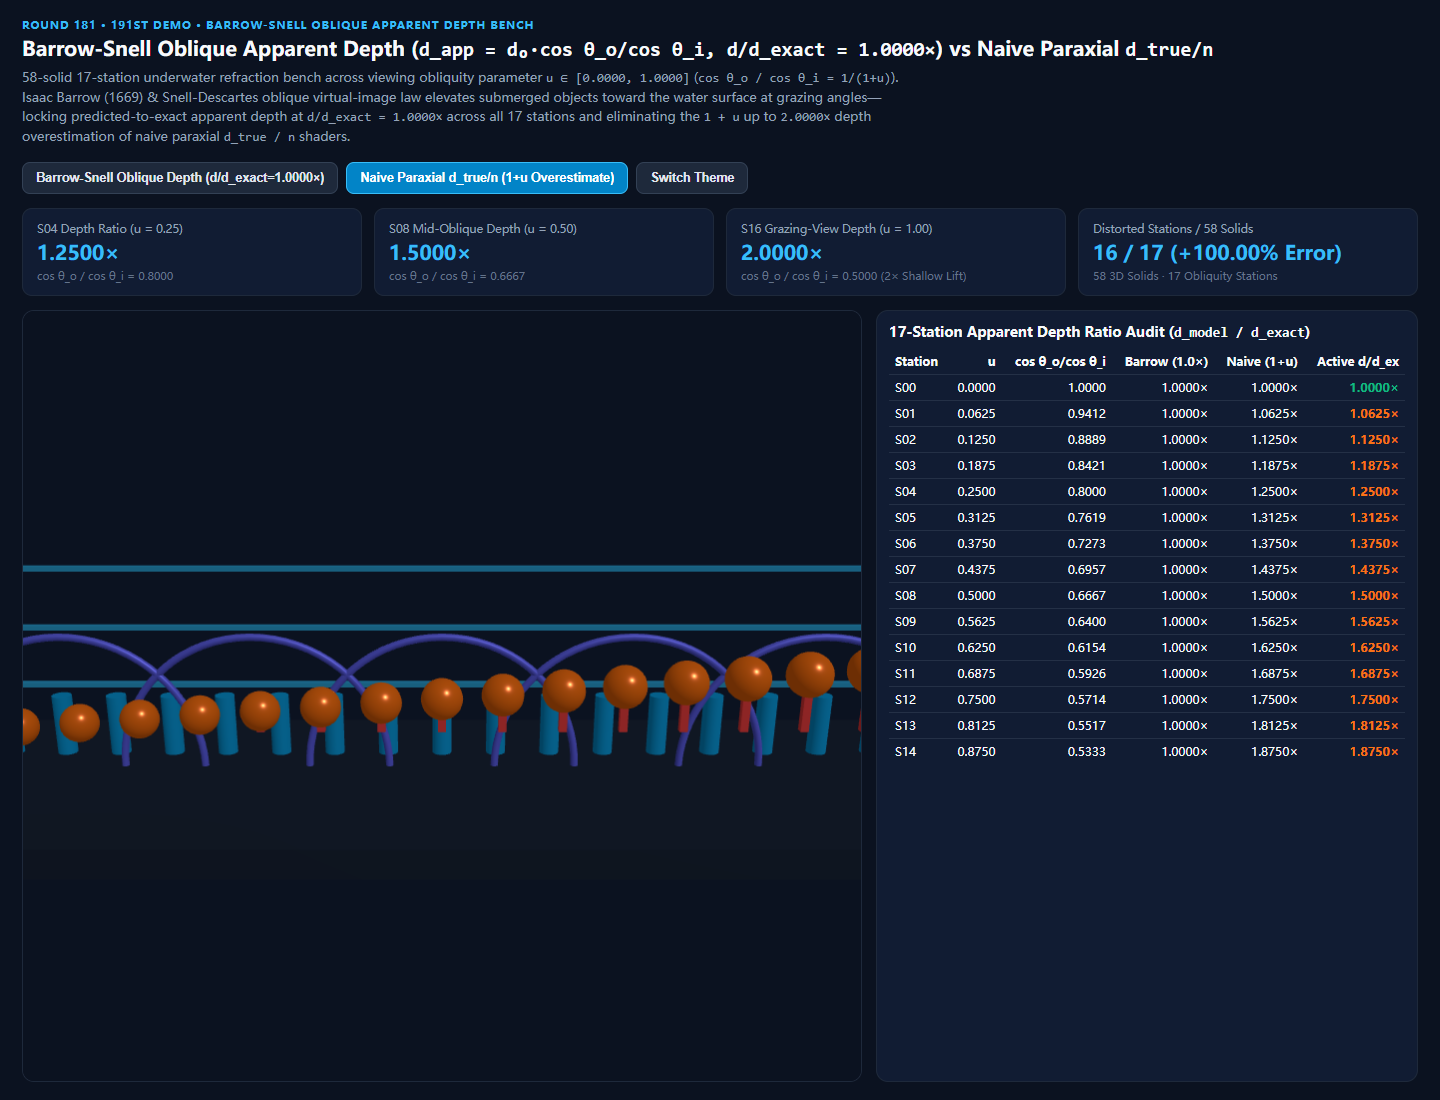 ROUND 181 • 191ST DEMO • BARROW-SNELL OBLIQUE APPARENT DEPTH BENCH
Barrow-Snell Oblique Apparent Depth (d_app = d₀·cos θ_o/cos θ_i, d/d_exact = 1.0000×) vs Naive Paraxial d_true/n
58-solid 17-station underwater refraction bench across viewing obliquity parameter u ∈ [0.0000, 1.0000] (cos θ_o / cos θ_i = 1/(1+u)).
Isaac Barrow (1669) & Snell-Descartes oblique virtual-image law elevates submerged objects toward the water surface at grazing angles—
locking predicted-to-exact apparent depth at d/d_exact = 1.0000× across all 17 stations and eliminating the 1 + u up to 2.0000× depth
overestimation of naive paraxial d_true / n shaders.
Barrow-Snell Oblique Depth (d/d_exact=1.0000×) Naive Paraxial d_true/n (1+u Overestimate) Switch Theme
S04 Depth Ratio (u = 0.25)
1.2500×
cos θ_o / cos θ_i = 0.8000
S08 Mid-Oblique Depth (u = 0.50)
1.5000×
cos θ_o / cos θ_i = 0.6667
S16 Grazing-View Depth (u = 1.00)
2.0000×
cos θ_o / cos θ_i = 0.5000 (2× Shallow Lift)
Distorted Stations / 58 Solids
16 / 17 (+100.00% Error)
58 3D Solids · 17 Obliquity Stations
17-Station Apparent Depth Ratio Audit (d_model / d_exact)
Station u cos θ_o/cos θ_i Barrow (1.0×) Naive (1+u) Active d/d_ex
S00 0.0000 1.0000 1.0000× 1.0000× 1.0000×
S01 0.0625 0.9412 1.0000× 1.0625× 1.0625×
S02 0.1250 0.8889 1.0000× 1.1250× 1.1250×
S03 0.1875 0.8421 1.0000× 1.1875× 1.1875×
S04 0.2500 0.8000 1.0000× 1.2500× 1.2500×
S05 0.3125 0.7619 1.0000× 1.3125× 1.3125×
S06 0.3750 0.7273 1.0000× 1.3750× 1.3750×
S07 0.4375 0.6957 1.0000× 1.4375× 1.4375×
S08 0.5000 0.6667 1.0000× 1.5000× 1.5000×
S09 0.5625 0.6400 1.0000× 1.5625× 1.5625×
S10 0.6250 0.6154 1.0000× 1.6250× 1.6250×
S11 0.6875 0.5926 1.0000× 1.6875× 1.6875×
S12 0.7500 0.5714 1.0000× 1.7500× 1.7500×
S13 0.8125 0.5517 1.0000× 1.8125× 1.8125×
S14 0.8750 0.5333 1.0000× 1.8750× 1.8750×